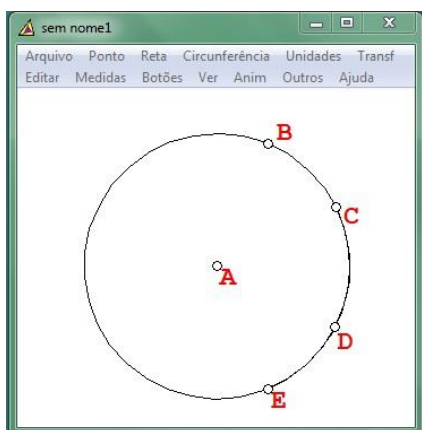 sem nome1
Arquivo Ponto Reta Circunferência Unidades Transf
Editar Medidas Botões Ver Anim Outros Ajuda
B
C
A
D
E